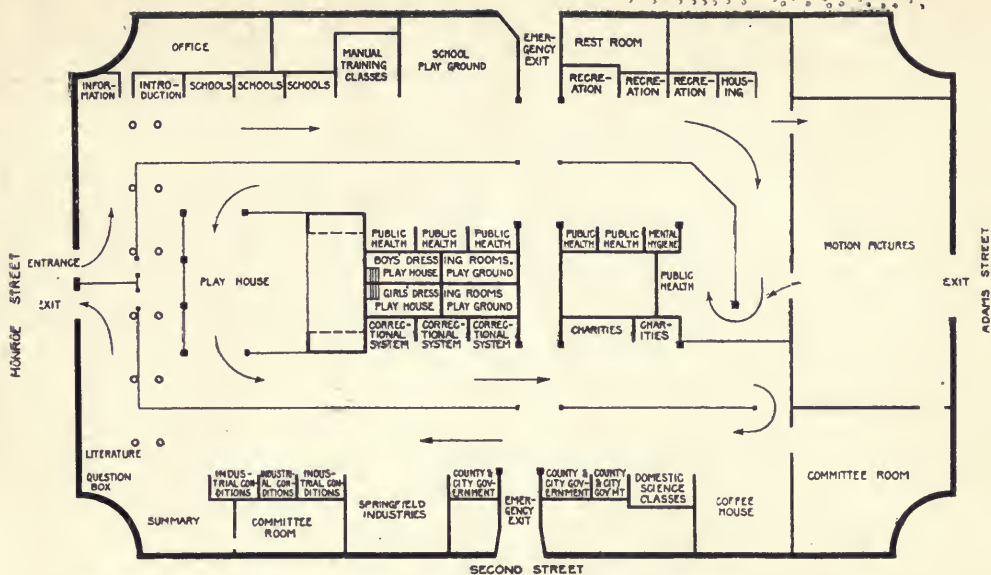 OFFICE
MANUAL
TRAINING
CLASSES
SCHOOL
PLAY GROUND
EMER-
GENCY
EXIT
REST ROOM
INFOR-
MATION
INTRO-
DUCTION
SCHOOLS
SCHOOLS
SCHOOLS
RECRE-
ATION
RECRE-
ATION
RECRE-
ATION
HOUS-
ING
PUBLIC
HEALTH
PUBLIC
HEALTH
PUBLIC
HEALTH
PUBLIC
HEALTH
PUBLIC
HEALTH
MENTAL
HYGIENE
BOYS' DRESSING ROOMS.
PLAY HOUSE
PLAY GROUND
GIRLS' DRESSING ROOMS
PLAY HOUSE
PLAY GROUND
PUBLIC
HEALTH
MOTION PICTURES
MONROE STREET
ENTRANCE
EXIT
PLAY HOUSE
EXIT
ADAMS STREET
CORREC-
TIONAL
SYSTEM
CORREC-
TIONAL
SYSTEM
CORREC-
TIONAL
SYSTEM
CHARITIES
CHAR-
ITIES
LITERATURE
QUESTION
BOX
SUMMARY
INDUS-
TRIAL CON-
DITIONS
INDUSTRI-
AL CON-
DITIONS
INDUS-
TRIAL CON-
DITIONS
COMMITTEE
ROOM
SPRINGFIELD
INDUSTRIES
COUNTY &
CITY GOV-
ERNMENT
EMER-
GENCY
EXIT
COUNTY &
CITY GOV-
ERNMENT
COUNTY
& CITY
GOV'M'T
DOMESTIC
SCIENCE
CLASSES
COFFEE
HOUSE
COMMITTEE ROOM
SECOND STREET